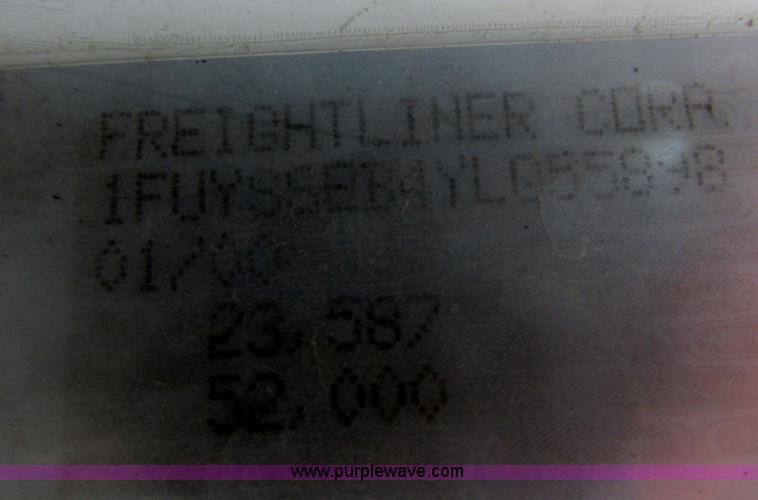 FREIGHTLINER CORP.
01/00
23,587
52,000
www.purplewave.com